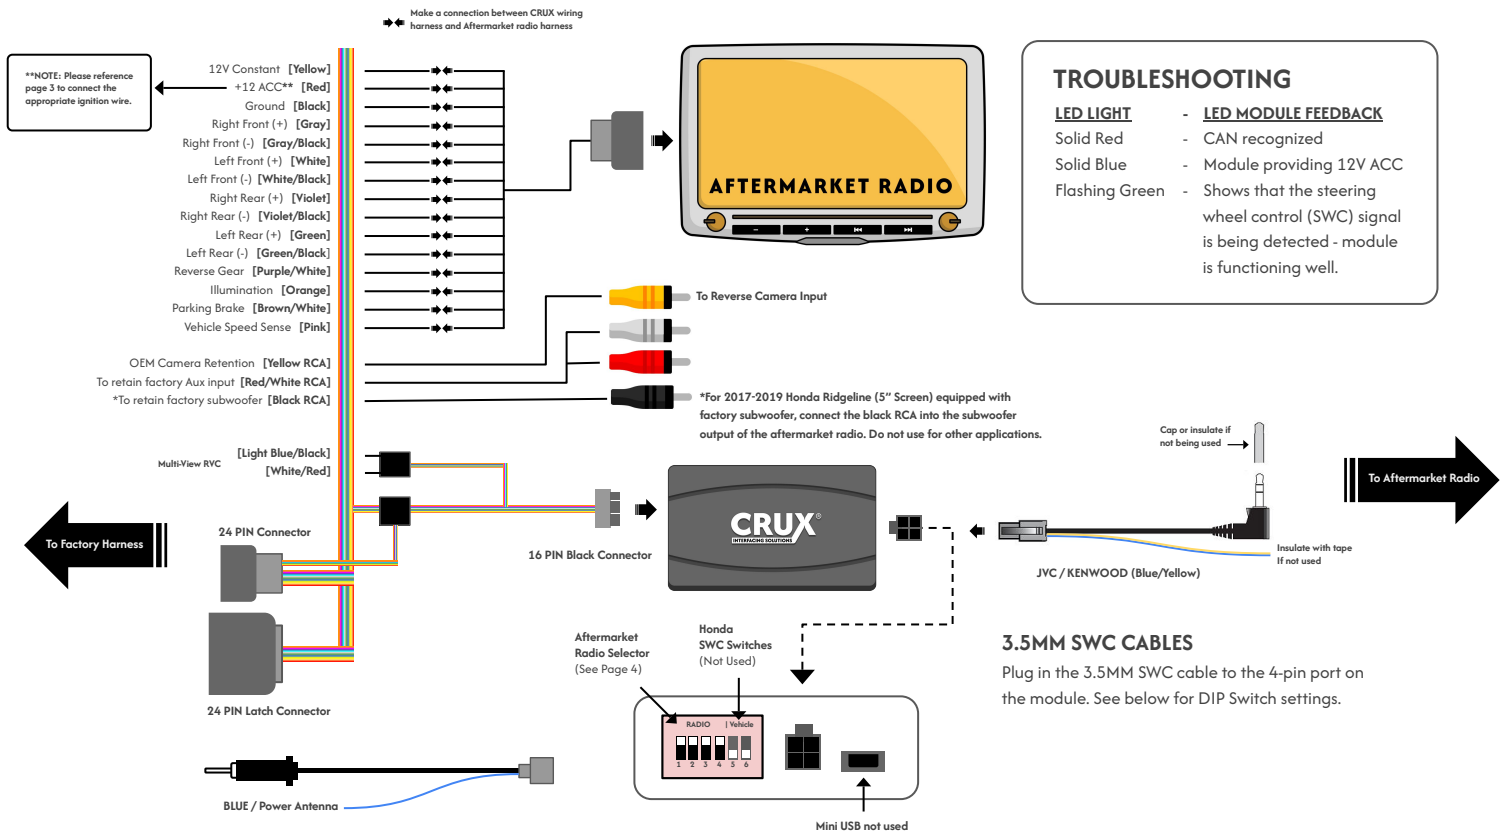 Make a connection between CRUX wiring
harness and Aftermarket radio harness
**NOTE: Please reference
page 3 to connect the
appropriate ignition wire.
12V Constant [Yellow]
+12 ACC** [Red]
Ground [Black]
Right Front (+) [Gray]
Right Front (-) [Gray/Black]
Left Front (+) [White]
Left Front (-) [White/Black]
Right Rear (+) [Violet]
Right Rear (-) [Violet/Black]
Left Rear (+) [Green]
Left Rear (-) [Green/Black]
Reverse Gear [Purple/White]
Illumination [Orange]
Parking Brake [Brown/White]
Vehicle Speed Sense [Pink]
OEM Camera Retention [Yellow RCA]
To retain factory Aux input [Red/White RCA]
*To retain factory subwoofer [Black RCA]
AFTERMARKET RADIO
TROUBLESHOOTING
LED LIGHT - LED MODULE FEEDBACK
Solid Red - CAN recognized
Solid Blue - Module providing 12V ACC
Flashing Green - Shows that the steering
wheel control (SWC) signal
is being detected - module
is functioning well.
To Reverse Camera Input
*For 2017-2019 Honda Ridgeline (5” Screen) equipped with
factory subwoofer, connect the black RCA into the subwoofer
output of the aftermarket radio. Do not use for other applications.
Multi-View RVC
[Light Blue/Black]
[White/Red]
To Factory Harness
24 PIN Connector
16 PIN Black Connector
CRUX®
INTERFACING SOLUTIONS
Cap or insulate if
not being used
To Aftermarket Radio
Insulate with tape
If not used
JVC / KENWOOD (Blue/Yellow)
24 PIN Latch Connector
Aftermarket
Radio Selector
(See Page 4)
Honda
SWC Switches
(Not Used)
3.5MM SWC CABLES
Plug in the 3.5MM SWC cable to the 4-pin port on
the module. See below for DIP Switch settings.
RADIO | Vehicle
1 2 3 4 5 6
BLUE / Power Antenna
Mini USB not used